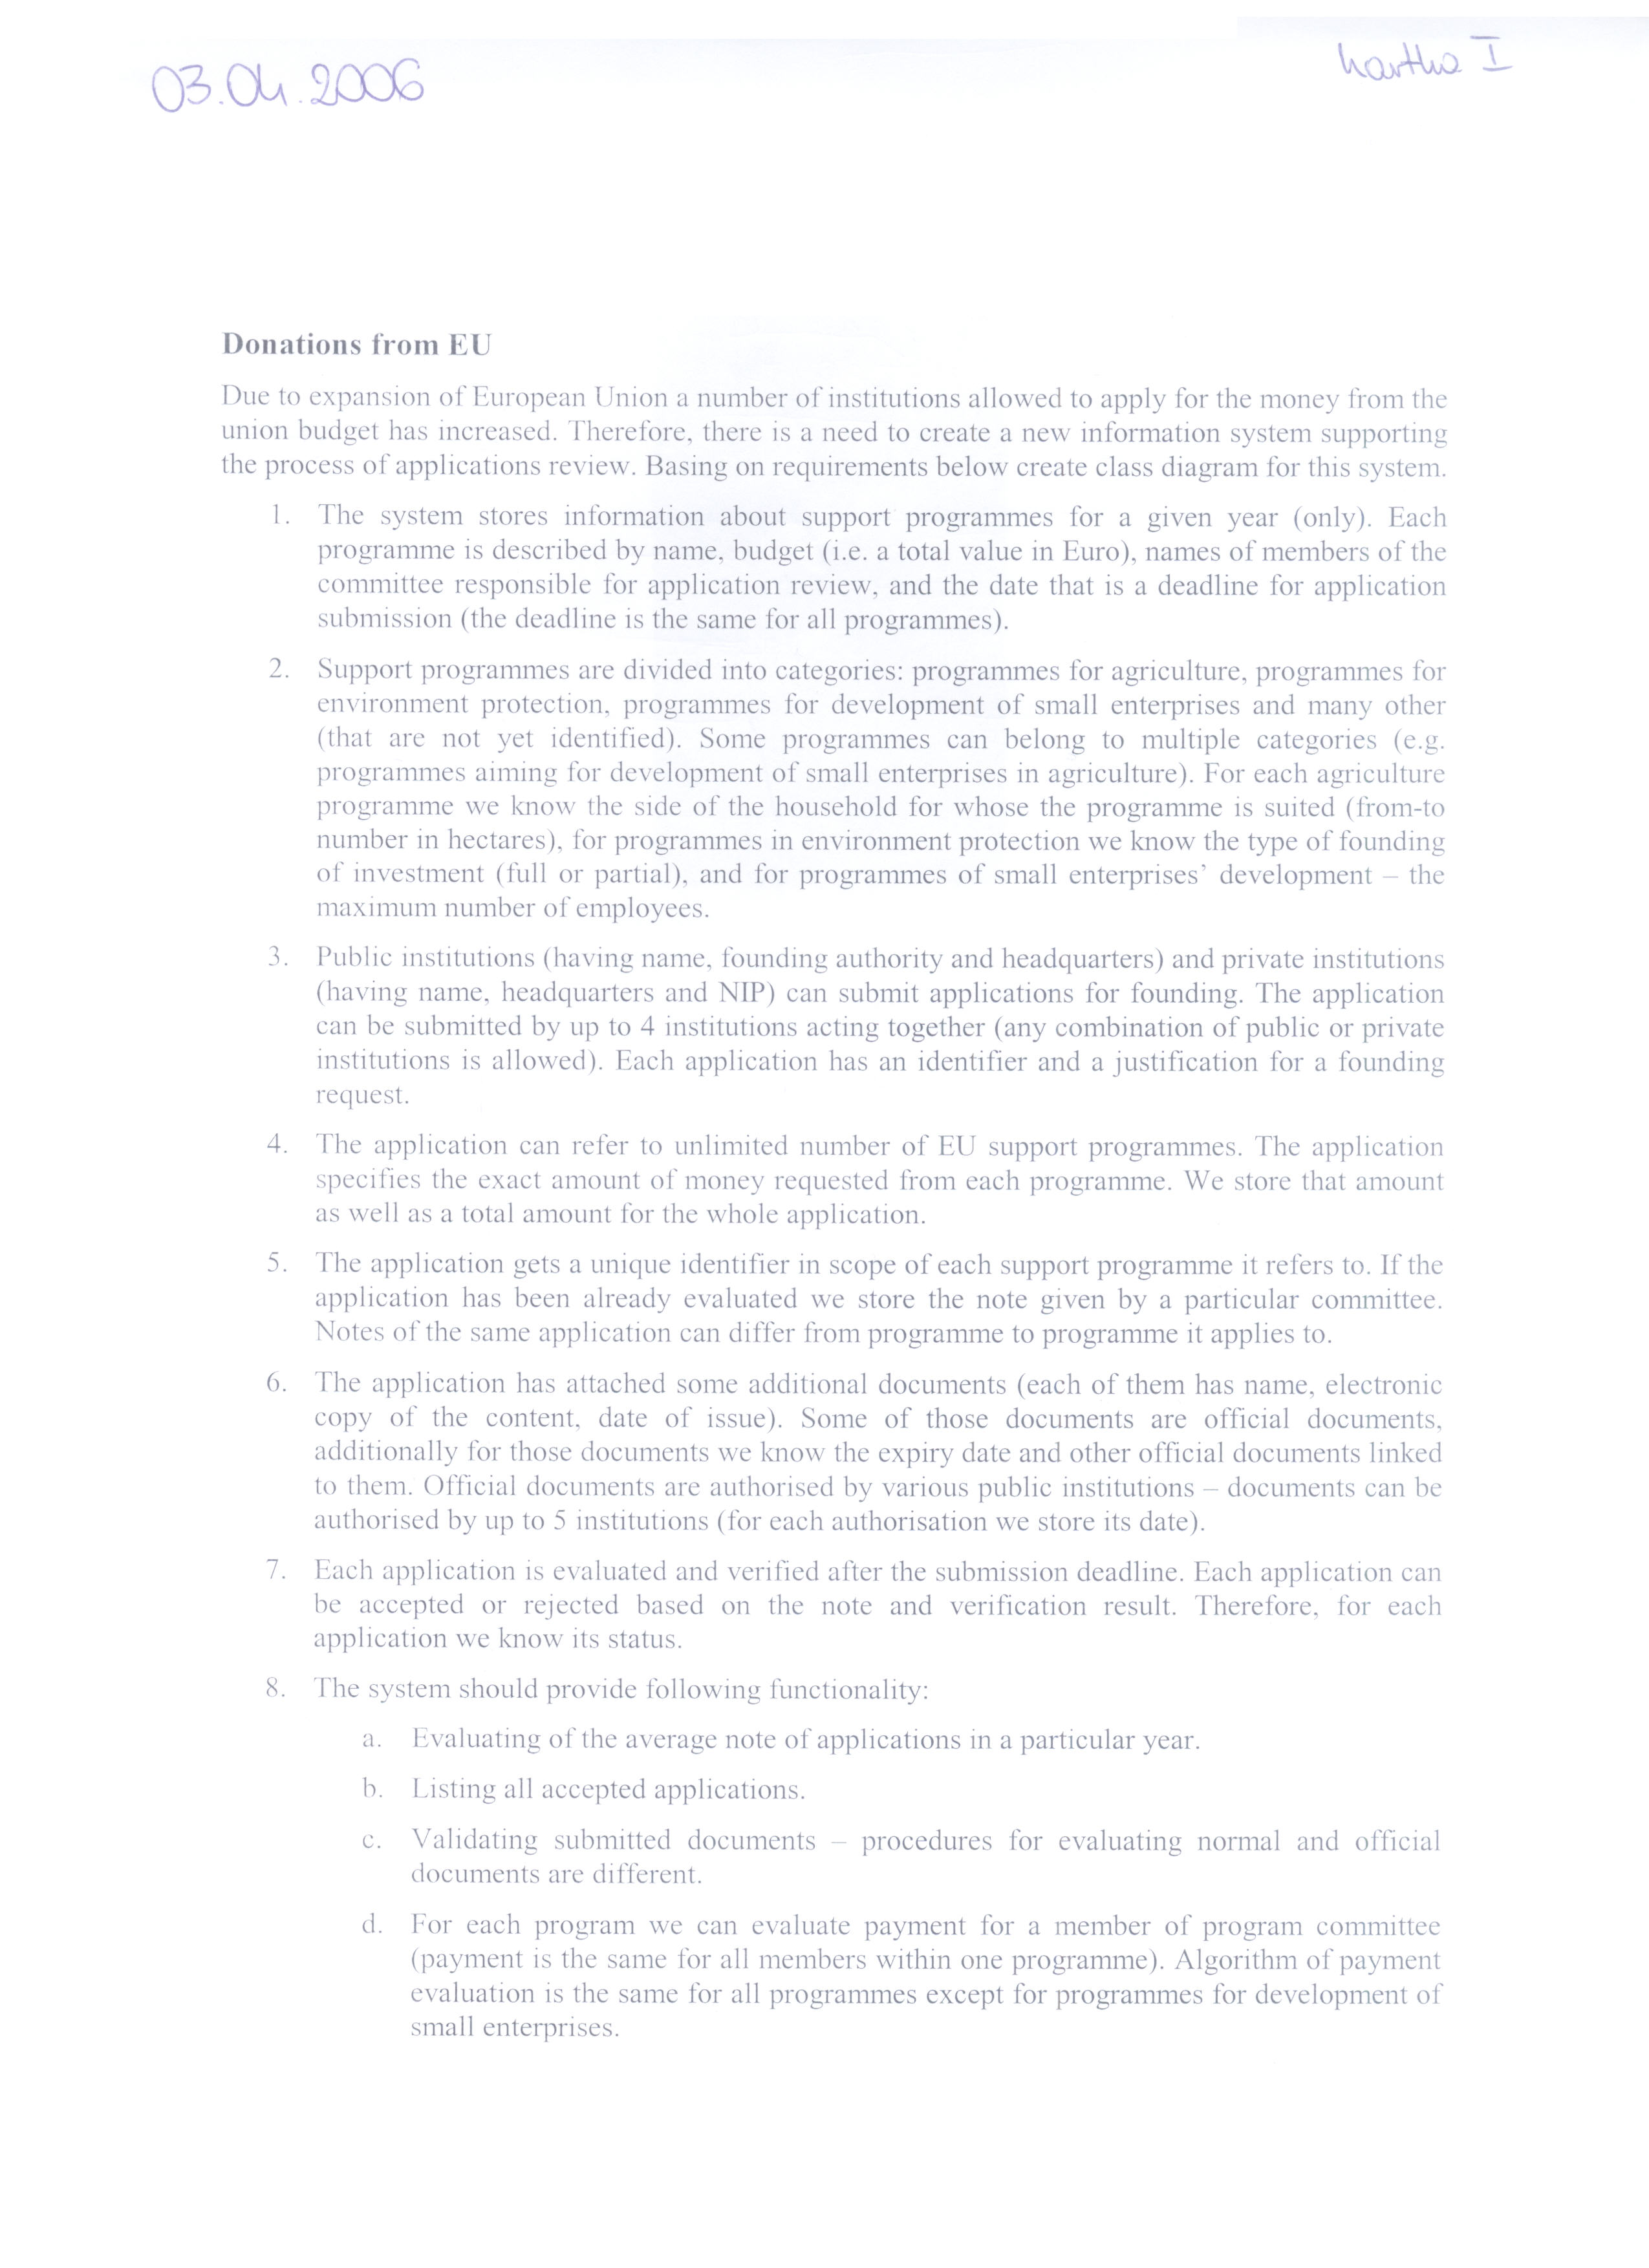 03.04.2006
I
Donations from EU
Due to expansion of European Union a number of institutions allowed to apply for the money from the
union budget has increased. Therefore, there is a need to create a new information system supporting
the process of applications review. Basing on requirements below create class diagram for this system.
1. The system stores information about support programmes for a given year (only). Each
programme is described by name, budget (i.e. a total value in Euro), names of members of the
committee responsible for application review, and the date that is a deadline for application
submission (the deadline is the same for all programmes).
2. Support programmes are divided into categories: programmes for agriculture, programmes for
environment protection, programmes for development of small enterprises and many other
(that are not yet identified). Some programmes can belong to multiple categories (e.g.
programmes aiming for development of small enterprises in agriculture). For each agriculture
programme we know the side of the household for whose the programme is suited (from-to
number in hectares), for programmes in environment protection we know the type of founding
of investment (full or partial), and for programmes of small enterprises' development – the
maximum number of employees.
3. Public institutions (having name, founding authority and headquarters) and private institutions
(having name, headquarters and NIP) can submit applications for founding. The application
can be submitted by up to 4 institutions acting together (any combination of public or private
institutions is allowed). Each application has an identifier and a justification for a founding
request.
4. The application can refer to unlimited number of EU support programmes. The application
specifies the exact amount of money requested from each programme. We store that amount
as well as a total amount for the whole application.
5. The application gets a unique identifier in scope of each support programme it refers to. If the
application has been already evaluated we store the note given by a particular committee.
Notes of the same application can differ from programme to programme it applies to.
6. The application has attached some additional documents (each of them has name, electronic
copy of the content, date of issue). Some of those documents are official documents,
additionally for those documents we know the expiry date and other official documents linked
to them. Official documents are authorised by various public institutions – documents can be
authorised by up to 5 institutions (for each authorisation we store its date).
7. Each application is evaluated and verified after the submission deadline. Each application can
be accepted or rejected based on the note and verification result. Therefore, for each
application we know its status.
8. The system should provide following functionality:
a. Evaluating of the average note of applications in a particular year.
b. Listing all accepted applications.
c. Validating submitted documents – procedures for evaluating normal and official
documents are different.
d. For each program we can evaluate payment for a member of program committee
(payment is the same for all members within one programme). Algorithm of payment
evaluation is the same for all programmes except for programmes for development of
small enterprises.